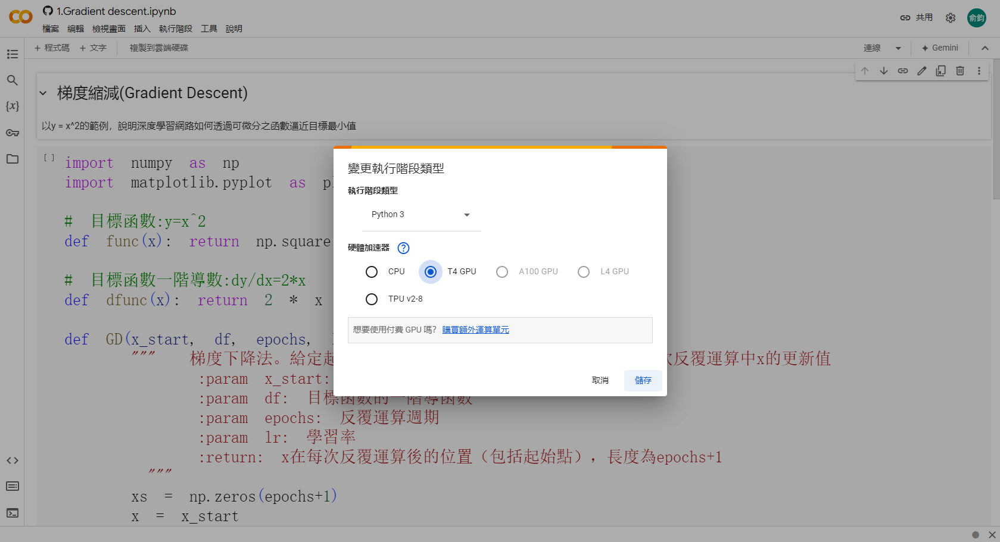 1.Gradient descent.ipynb
檔案 編輯 檢視畫面 插入 執行階段 工具 說明
共用
俞鈞
+ 程式碼 + 文字 複製到雲端硬碟
連線 Gemini
梯度縮減(Gradient Descent)
以y = x^2的範例，說明深度學習網路如何透過可微分之函數逼近目標最小值
{x}
[ ]
import numpy as np
import matplotlib.pyplot as
# 目標函數:y=x^2
def func(x): return np.square
# 目標函數一階導數:dy/dx=2*x
def dfunc(x): return 2 * x
def GD(x_start, df, epochs,
""" 梯度下降法。給定 反覆運算中x的更新值
:param x_start:
:param df: 目標函數的一階導函數
:param epochs: 反覆運算週期
:param lr: 學習率
:return: x在每次反覆運算後的位置（包括起始點），長度為epochs+1
"""
xs = np.zeros(epochs+1)
x = x_start
變更執行階段類型
執行階段類型
Python 3
硬體加速器 ?
CPU T4 GPU A100 GPU L4 GPU
TPU v2-8
想要使用付費 GPU 嗎? 購買額外運算單元
取消 儲存